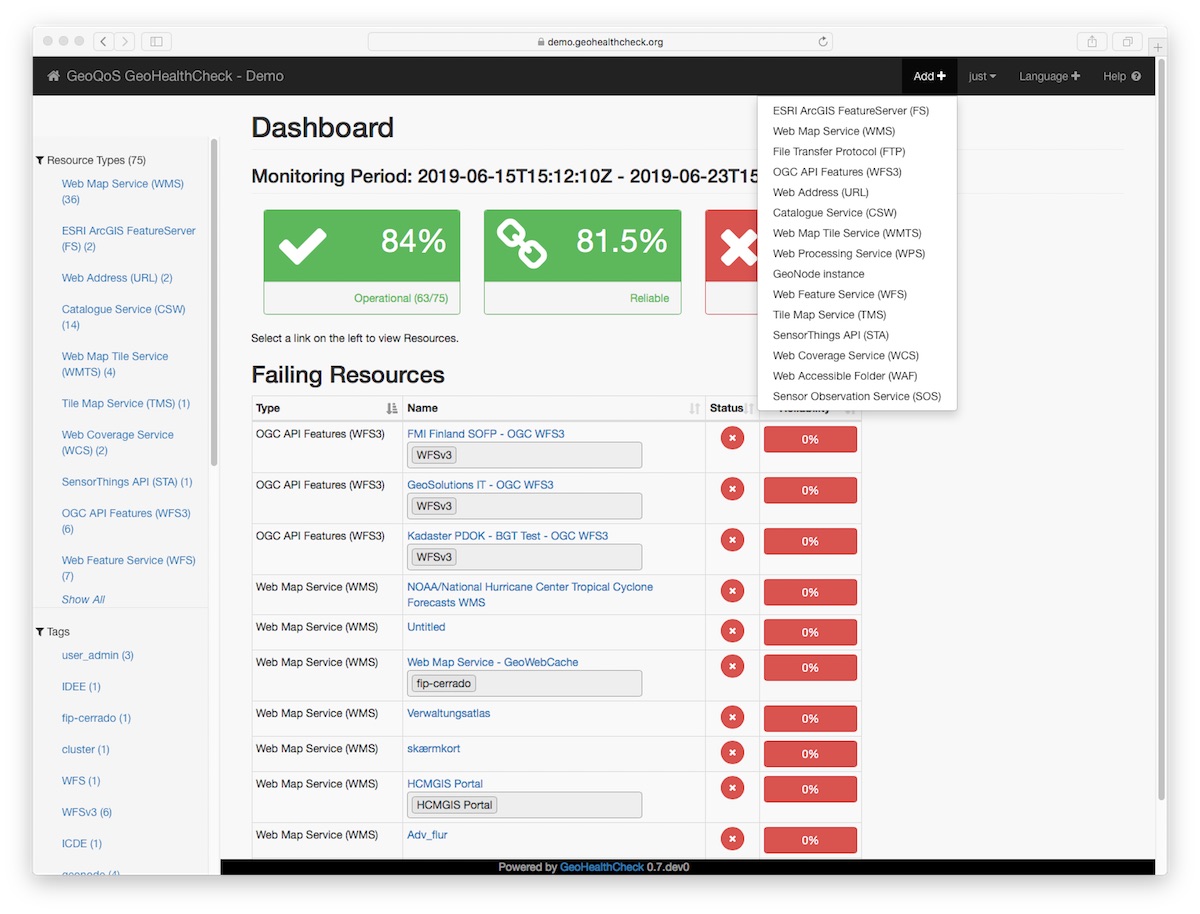 demo.geohealthcheck.org
GeoQoS GeoHealthCheck - Demo
Add
just
Language
Help
ESRI ArcGIS FeatureServer (FS)
Web Map Service (WMS)
File Transfer Protocol (FTP)
OGC API Features (WFS3)
Web Address (URL)
Catalogue Service (CSW)
Web Map Tile Service (WMTS)
Web Processing Service (WPS)
GeoNode instance
Web Feature Service (WFS)
Tile Map Service (TMS)
SensorThings API (STA)
Web Coverage Service (WCS)
Web Accessible Folder (WAF)
Sensor Observation Service (SOS)
Resource Types (75)
Web Map Service (WMS)
(36)
ESRI ArcGIS FeatureServer
(FS) (2)
Web Address (URL) (2)
Catalogue Service (CSW)
(14)
Web Map Tile Service
(WMTS) (4)
Tile Map Service (TMS) (1)
Web Coverage Service
(WCS) (2)
SensorThings API (STA) (1)
OGC API Features (WFS3)
(6)
Web Feature Service (WFS)
(7)
Show All
Tags
user_admin (3)
IDEE (1)
fip-cerrado (1)
cluster (1)
WFS (1)
WFSv3 (6)
ICDE (1)
geonode (4)
Dashboard
Monitoring Period: 2019-06-15T15:12:10Z - 2019-06-23T15
84%
Operational (63/75)
81.5%
Reliable
Select a link on the left to view Resources.
Failing Resources
Type Name Status Reliability
OGC API Features (WFS3) FMI Finland SOFP - OGC WFS3 0%
WFSv3
OGC API Features (WFS3) GeoSolutions IT - OGC WFS3 0%
WFSv3
OGC API Features (WFS3) Kadaster PDOK - BGT Test - OGC WFS3 0%
WFSv3
Web Map Service (WMS) NOAA/National Hurricane Center Tropical Cyclone 0%
Forecasts WMS
Web Map Service (WMS) Untitled 0%
Web Map Service (WMS) Web Map Service - GeoWebCache 0%
fip-cerrado
Web Map Service (WMS) Verwaltungsatlas 0%
Web Map Service (WMS) skærmkort 0%
Web Map Service (WMS) HCMGIS Portal 0%
HCMGIS Portal
Web Map Service (WMS) Adv_flur 0%
Powered by GeoHealthCheck 0.7.dev0